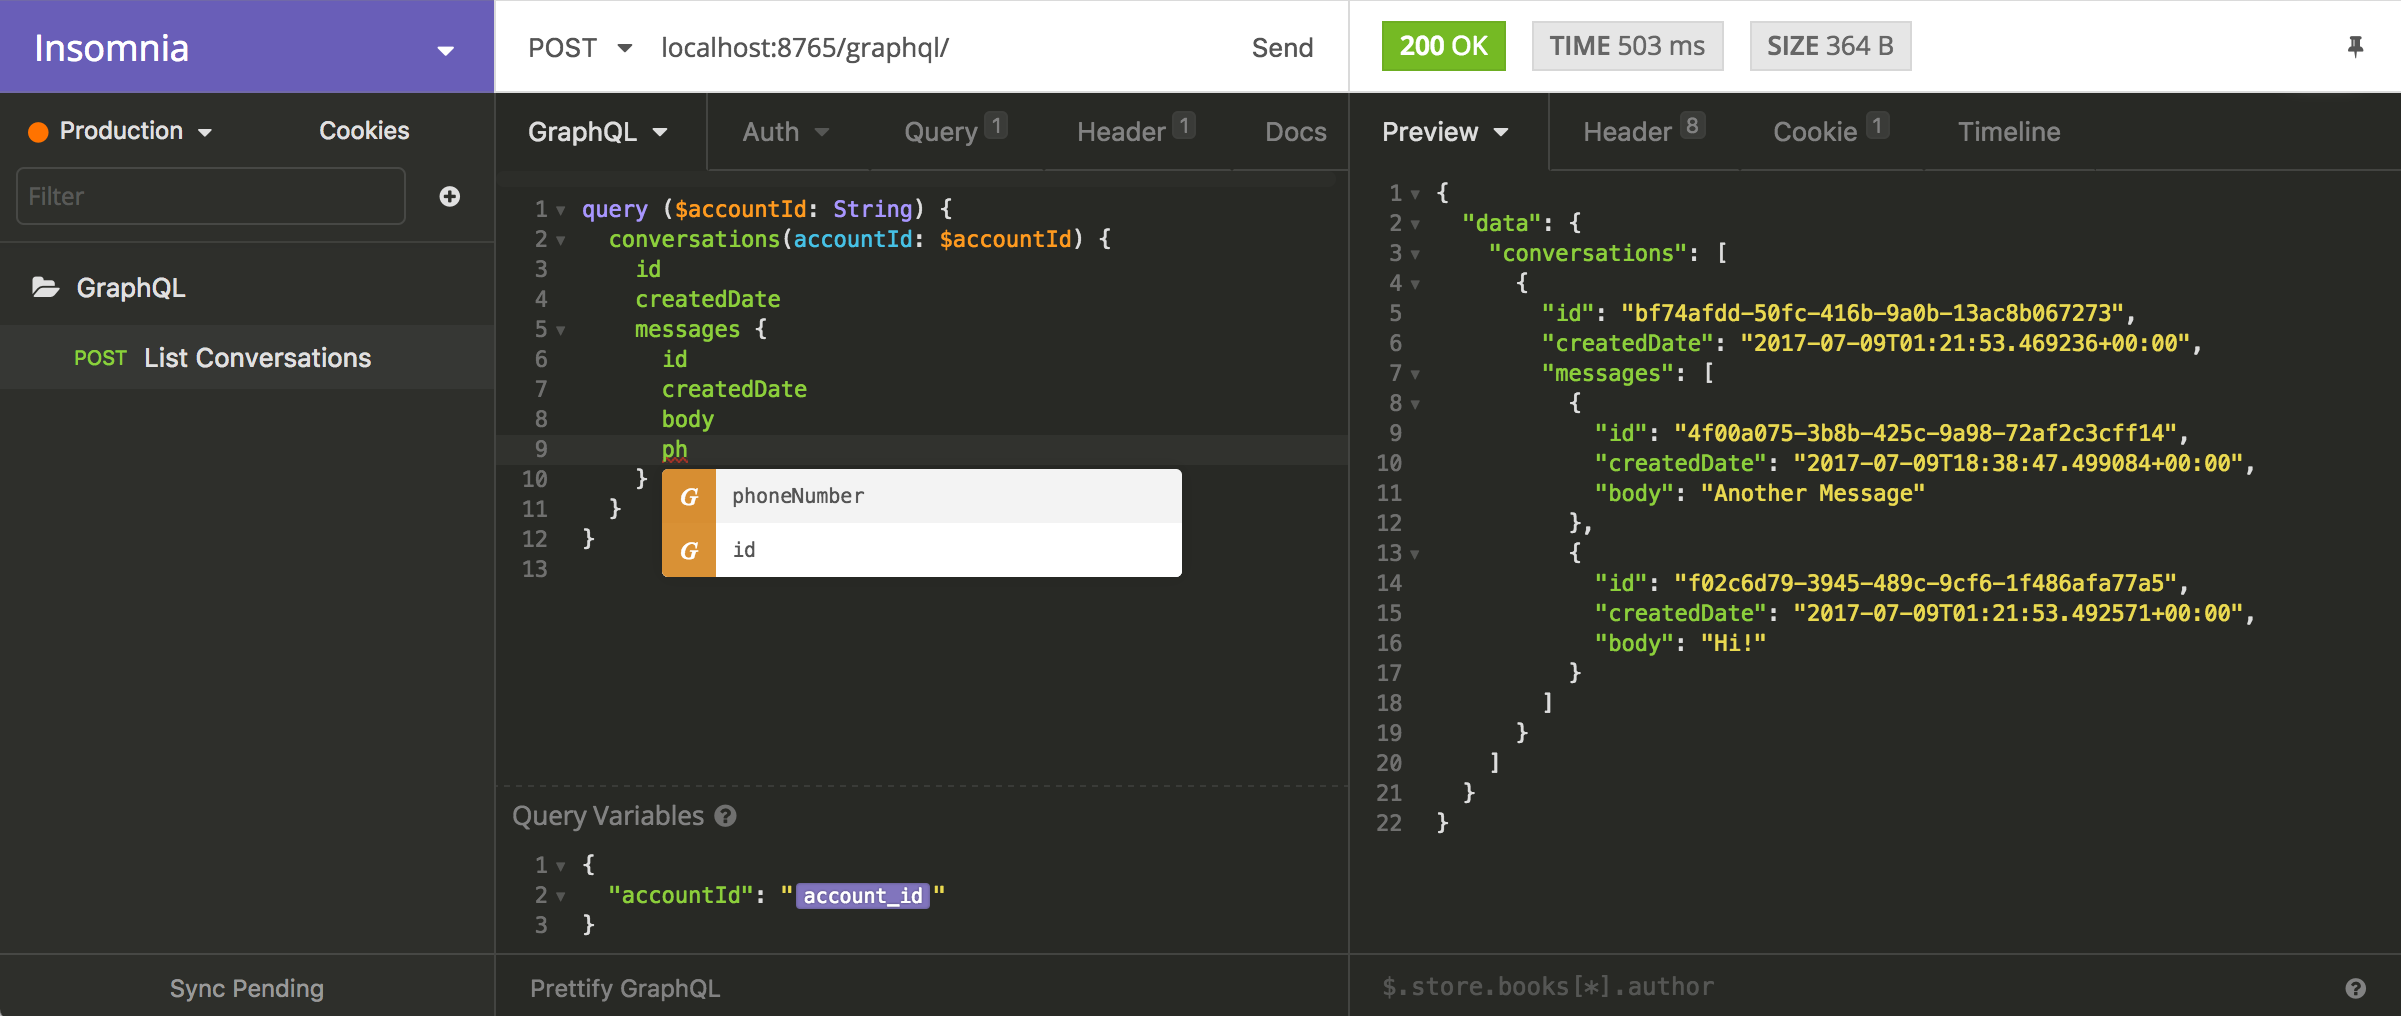 Insomnia
Production
Cookies
Filter
GraphQL
POST List Conversations
Sync Pending
POST localhost:8765/graphql/ Send
GraphQL Auth Query 1 Header 1 Docs
1 query ($accountId: String) {
2 conversations(accountId: $accountId) {
3 id
4 createdDate
5 messages {
6 id
7 createdDate
8 body
9 ph
10 }
11 }
12 }
13
G phoneNumber
G id
Query Variables ?
1 {
2 "accountId": "account_id"
3 }
Prettify GraphQL
200 OK TIME 503 ms SIZE 364 B
Preview Header 8 Cookie 1 Timeline
1 {
2 "data": {
3 "conversations": [
4 {
5 "id": "bf74afdd-50fc-416b-9a0b-13ac8b067273",
6 "createdDate": "2017-07-09T01:21:53.469236+00:00",
7 "messages": [
8 {
9 "id": "4f00a075-3b8b-425c-9a98-72af2c3cff14",
10 "createdDate": "2017-07-09T18:38:47.499084+00:00",
11 "body": "Another Message"
12 },
13 {
14 "id": "f02c6d79-3945-489c-9cf6-1f486afa77a5",
15 "createdDate": "2017-07-09T01:21:53.492571+00:00",
16 "body": "Hi!"
17 }
18 ]
19 }
20 ]
21 }
22 }
$.store.books[*].author ?